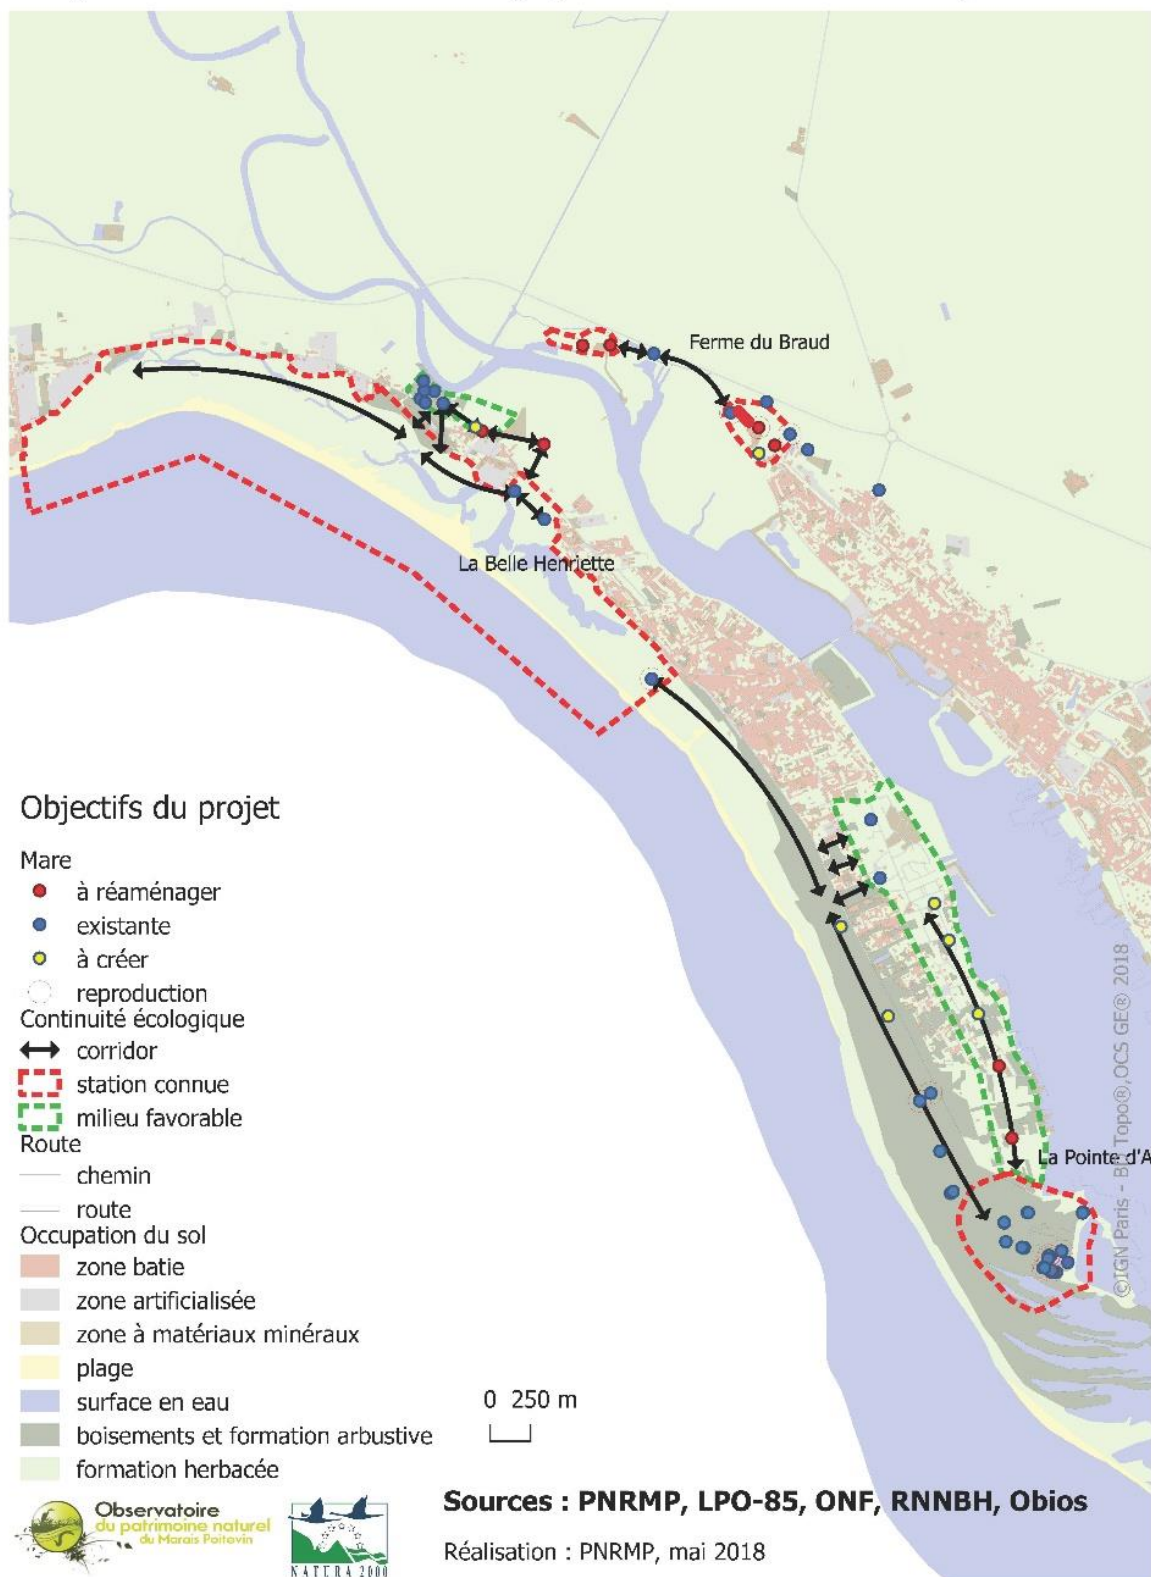 Ferme du Braud
La Belle Henriette
La Pointe d'A
©IGN Paris - BD Topo®,OCS GE® 2018
Objectifs du projet
Mare
à réaménager
existante
à créer
reproduction
Continuité écologique
corridor
station connue
milieu favorable
Route
chemin
route
Occupation du sol
zone batie
zone artificialisée
zone à matériaux minéraux
plage
surface en eau
boisements et formation arbustive
formation herbacée
0 250 m
Observatoire
du patrimoine naturel
du Marais Poitevin
NATURA 2000
Sources : PNRMP, LPO-85, ONF, RNNBH, Obios
Réalisation : PNRMP, mai 2018